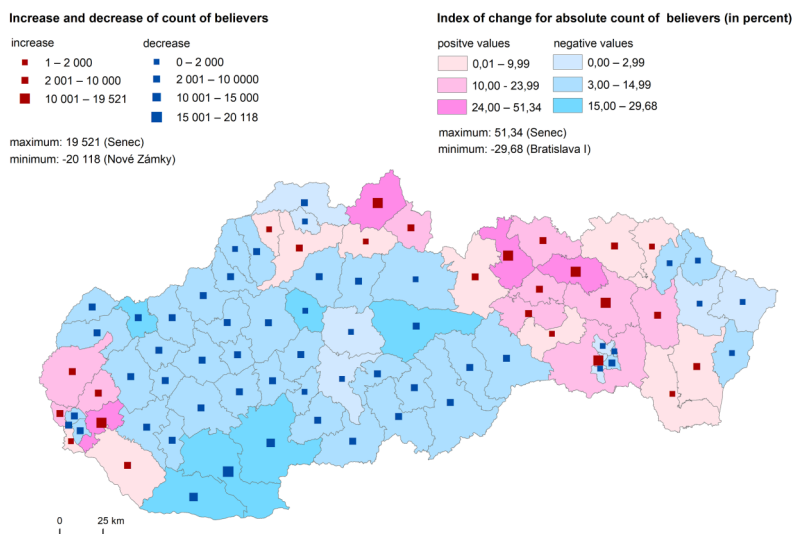 Increase and decrease of count of believers
increase
1 – 2 000
2 001 – 10 000
10 001 – 19 521
decrease
0 – 2 000
2 001 – 10 0000
10 001 – 15 000
15 001 – 20 118
maximum: 19 521 (Senec)
minimum: -20 118 (Nové Zámky)
Index of change for absolute count of believers (in percent)
positve values
0,01 – 9,99
10,00 - 23,99
24,00 – 51,34
negative values
0,00 – 2,99
3,00 – 14,99
15,00 – 29,68
maximum: 51,34 (Senec)
minimum: -29,68 (Bratislava I)
0 25 km